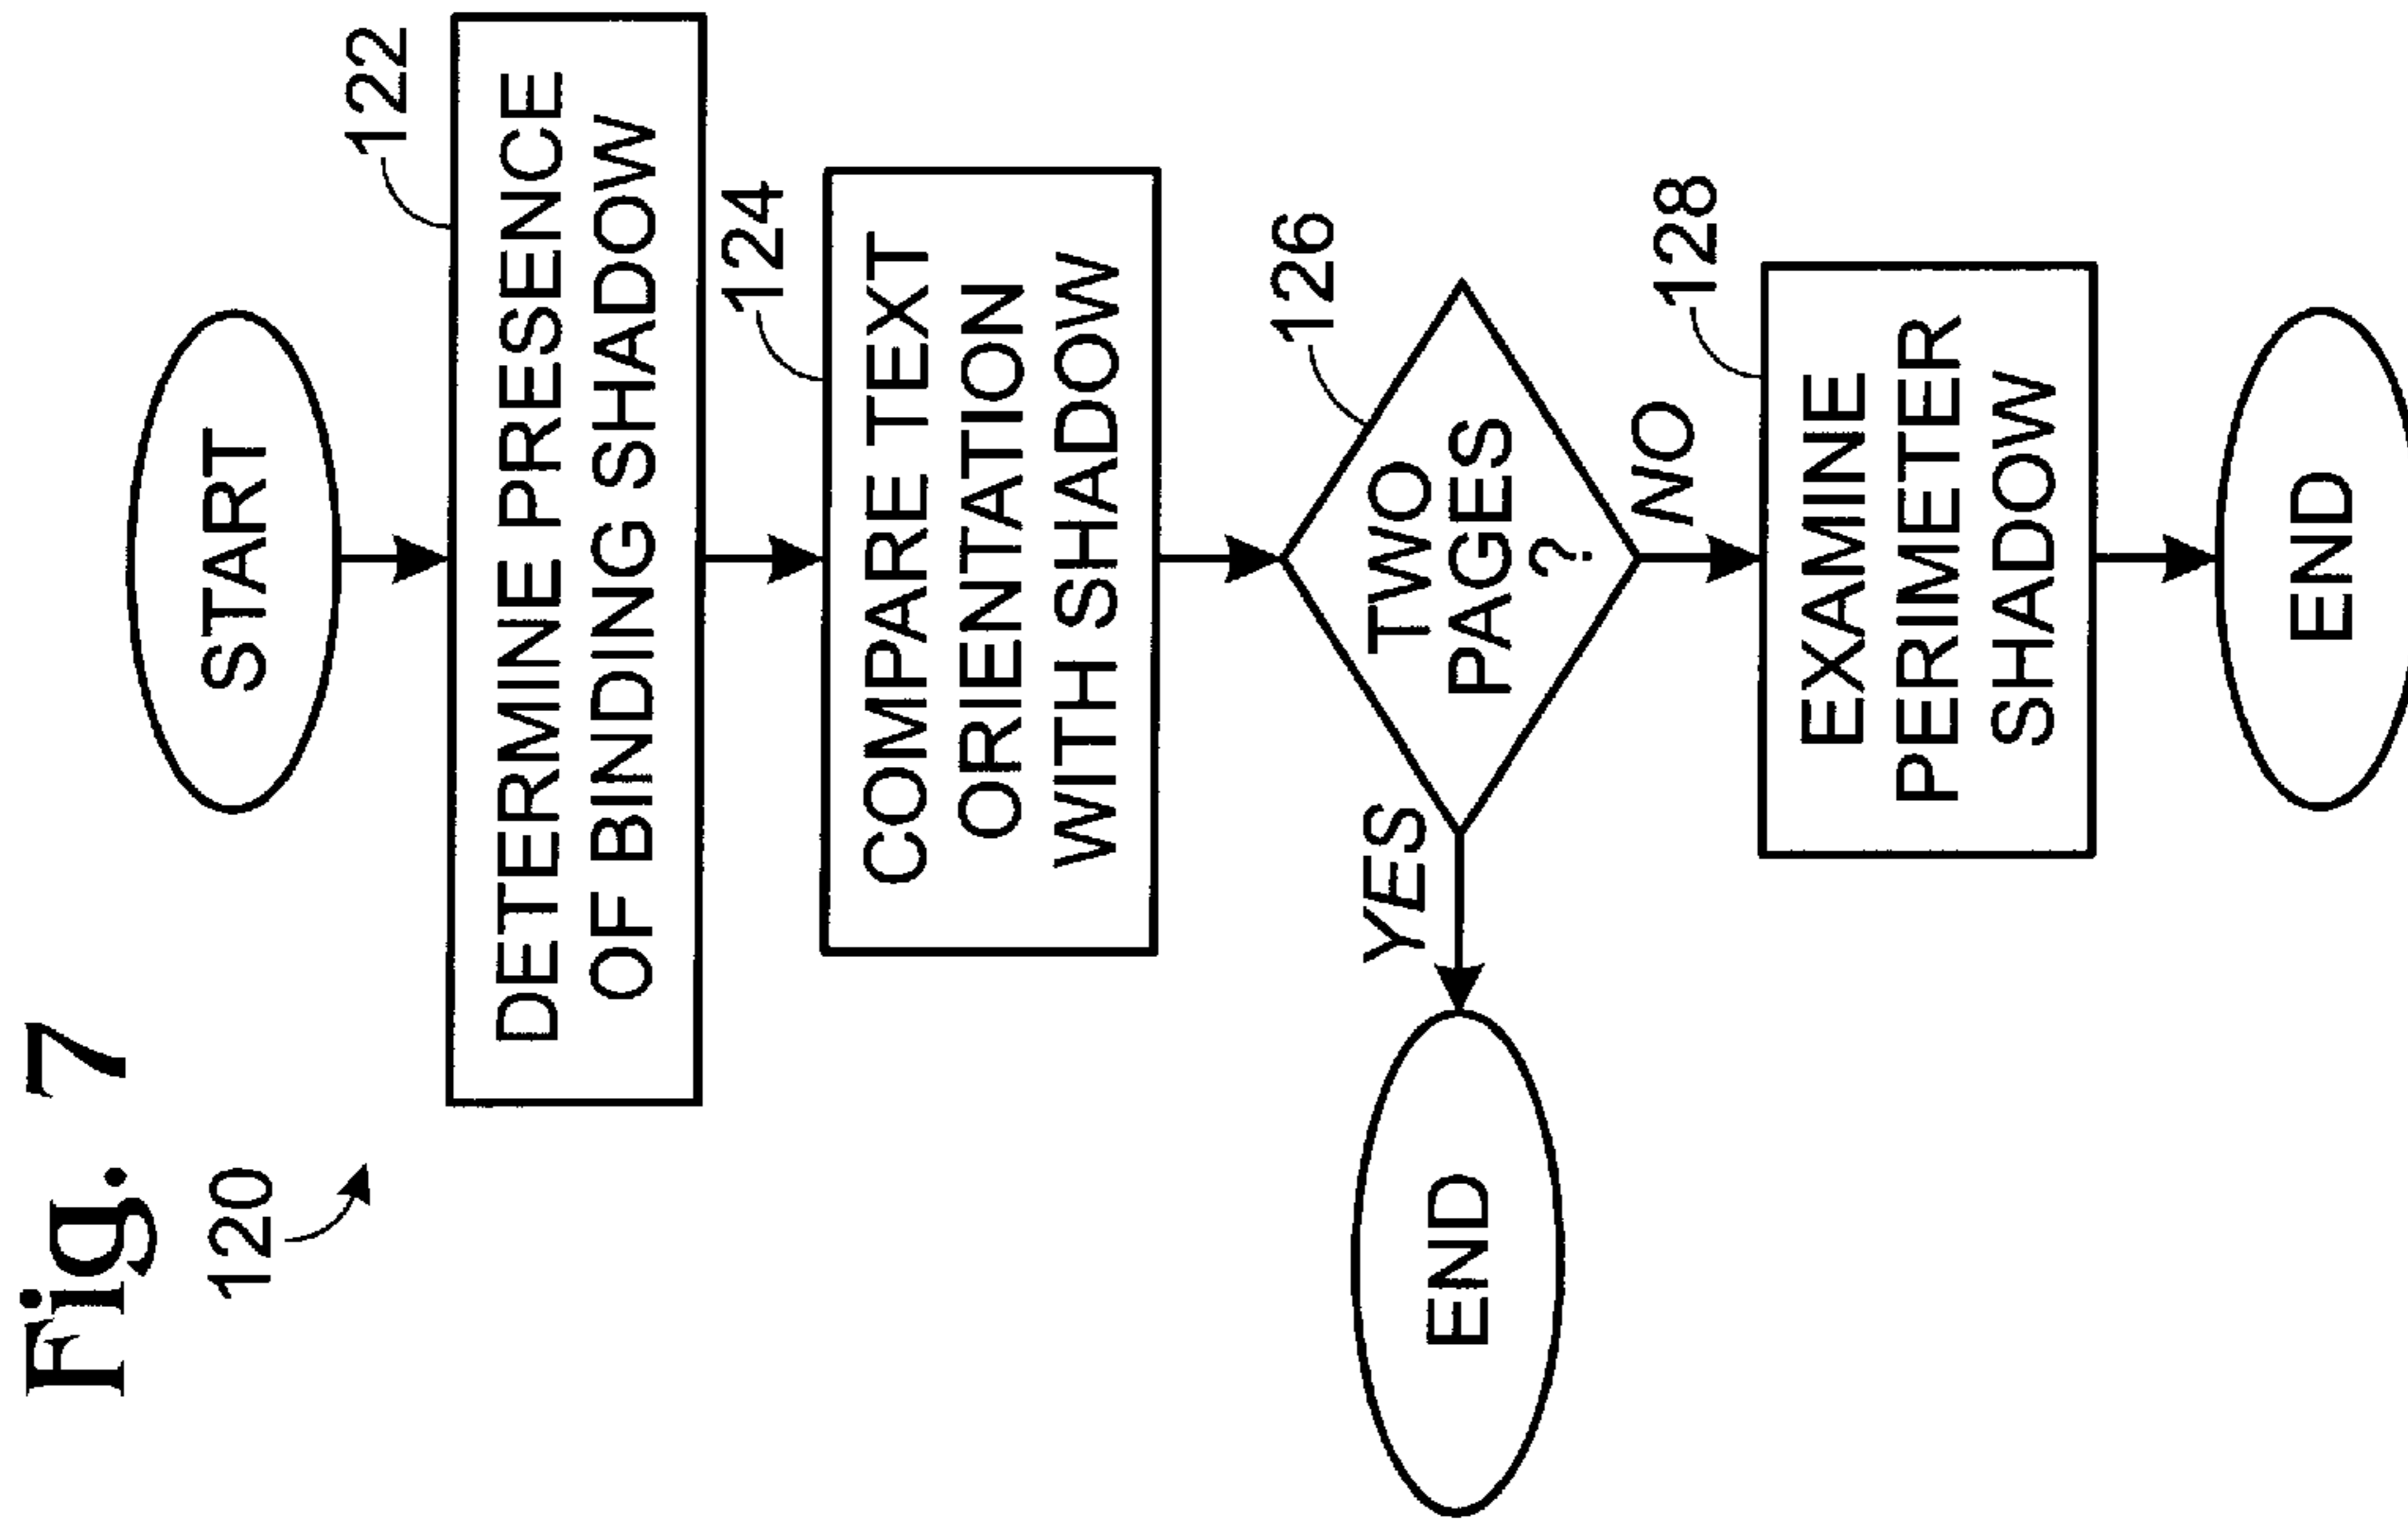 Fig. 7
120
START
122
DETERMINE PRESENCE
OF BINDING SHADOW
124
COMPARE TEXT
ORIENTATION
WITH SHADOW
126
TWO
PAGES
?
YES
END
NO
128
EXAMINE
PERIMETER
SHADOW
END